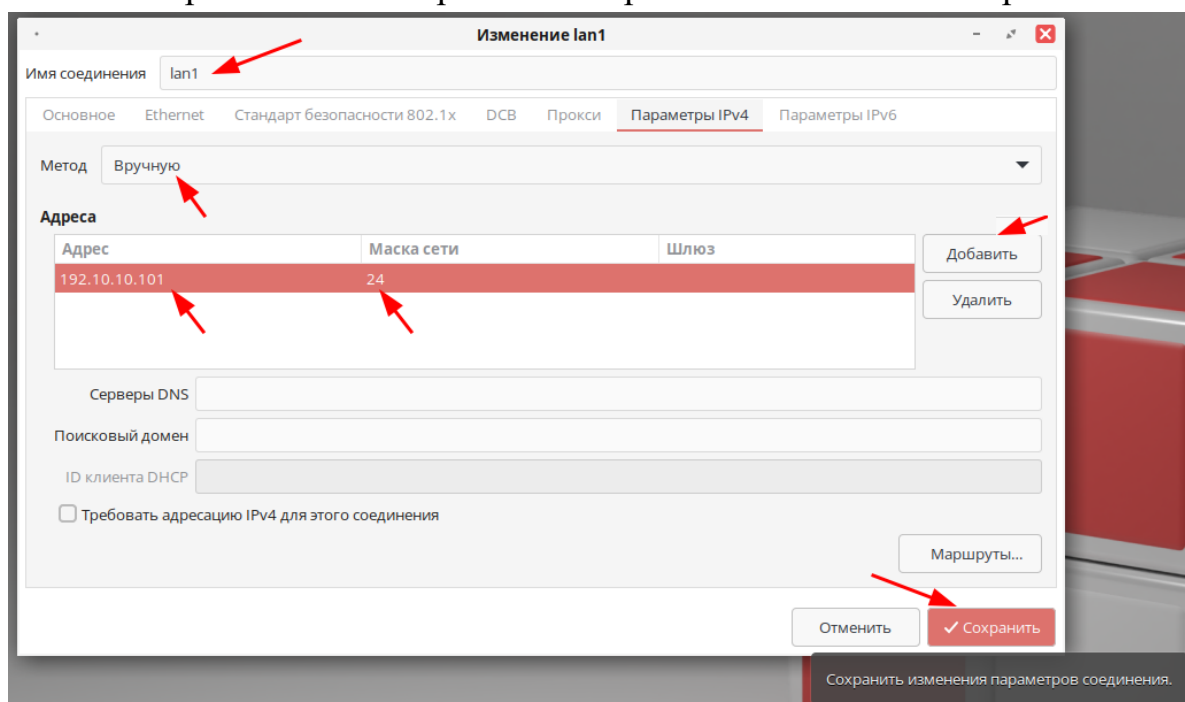 Изменение lan1
Имя соединения lan1
Основное Ethernet Стандарт безопасности 802.1x DCB Прокси Параметры IPv4 Параметры IPv6
Метод Вручную
Адреса
Адрес Маска сети Шлюз
192.10.10.101 24
Добавить
Удалить
Серверы DNS
Поисковый домен
ID клиента DHCP
Требовать адресацию IPv4 для этого соединения
Маршруты...
Отменить Сохранить
Сохранить изменения параметров соединения.